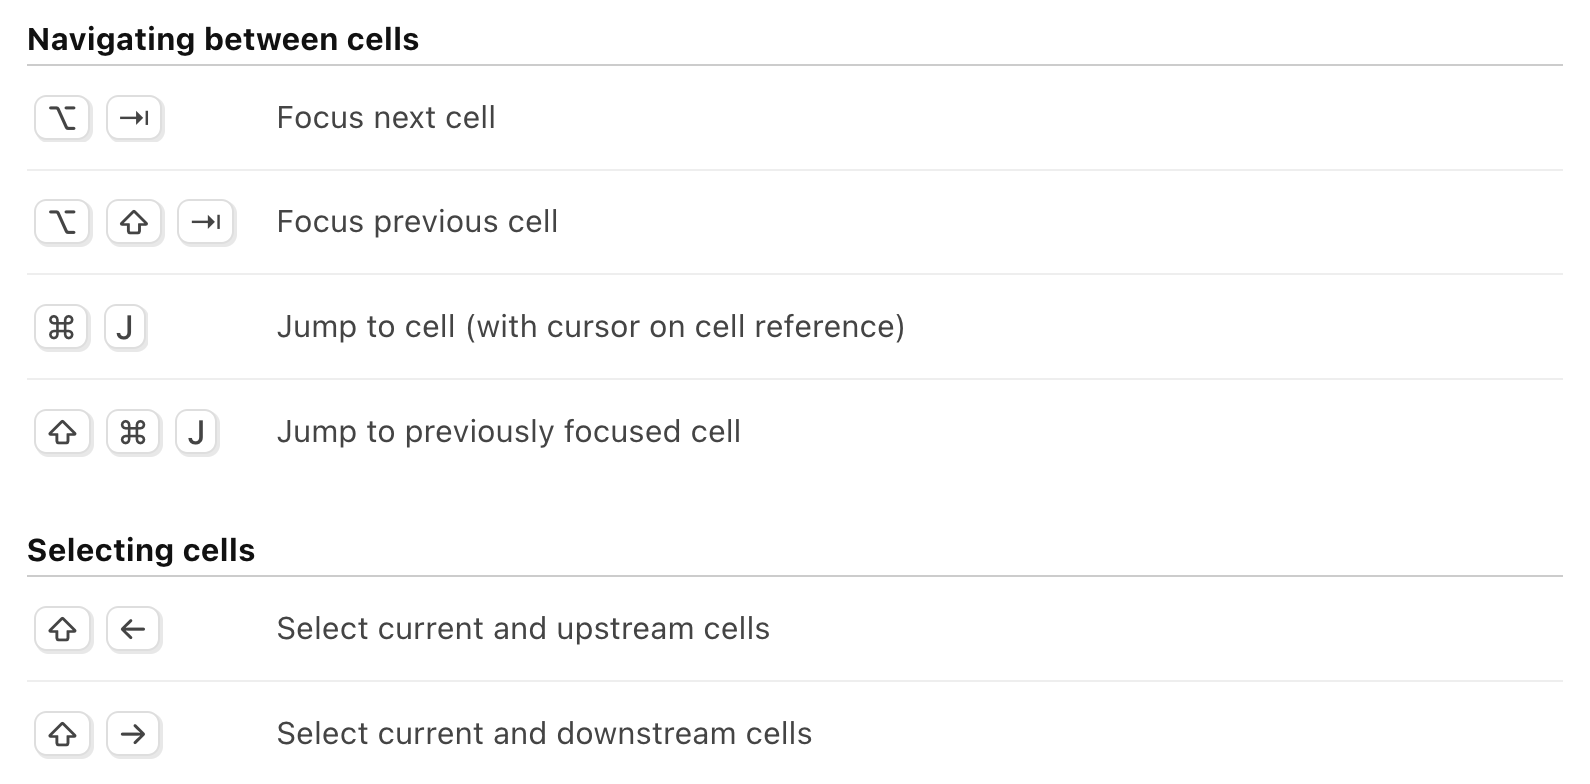 Navigating between cells
⌥ ⇥ Focus next cell
⌥ ⇧ ⇥ Focus previous cell
⌘ J Jump to cell (with cursor on cell reference)
⇧ ⌘ J Jump to previously focused cell
Selecting cells
⇧ ← Select current and upstream cells
⇧ → Select current and downstream cells